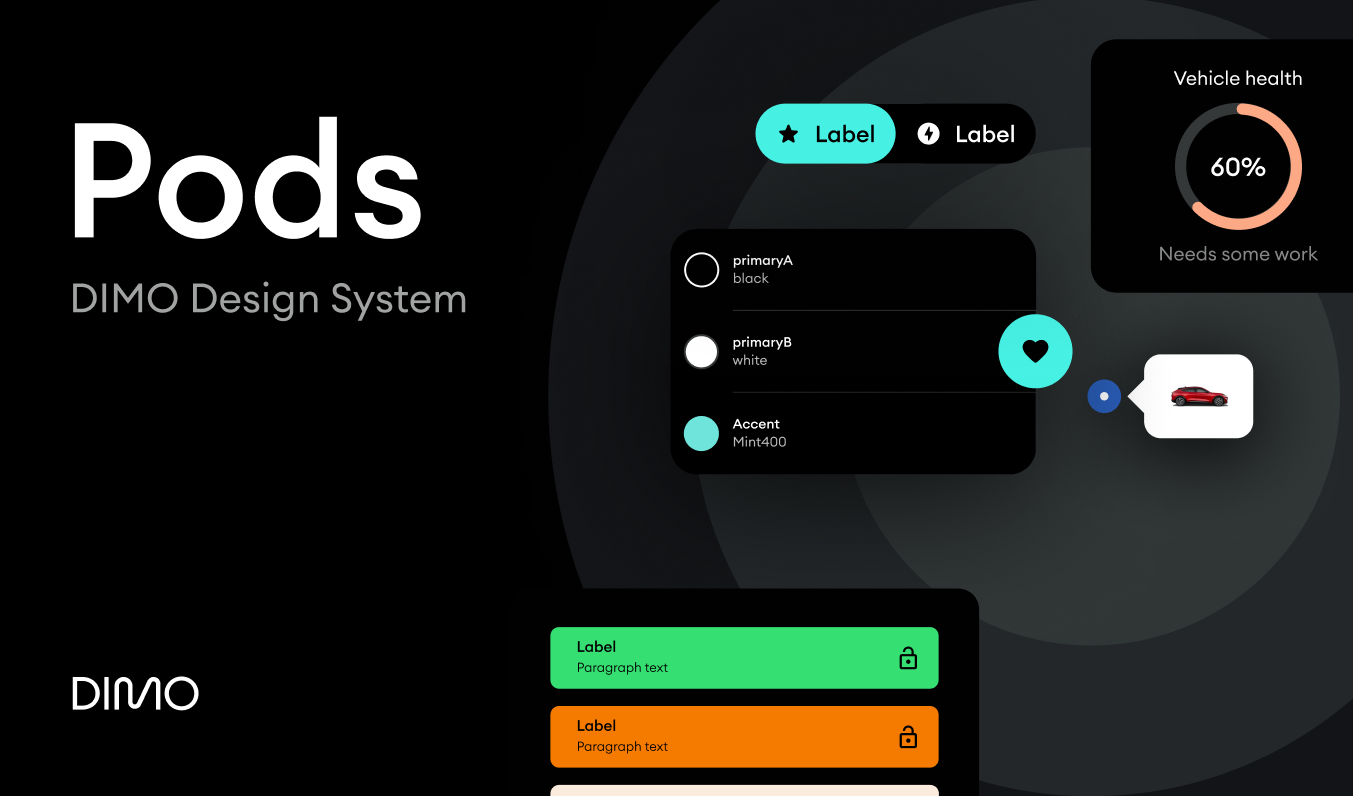 Pods
DIMO Design System
DIMO
Label
Label
Vehicle health
60%
Needs some work
primaryA
black
primaryB
white
Accent
Mint400
Label
Paragraph text
Label
Paragraph text